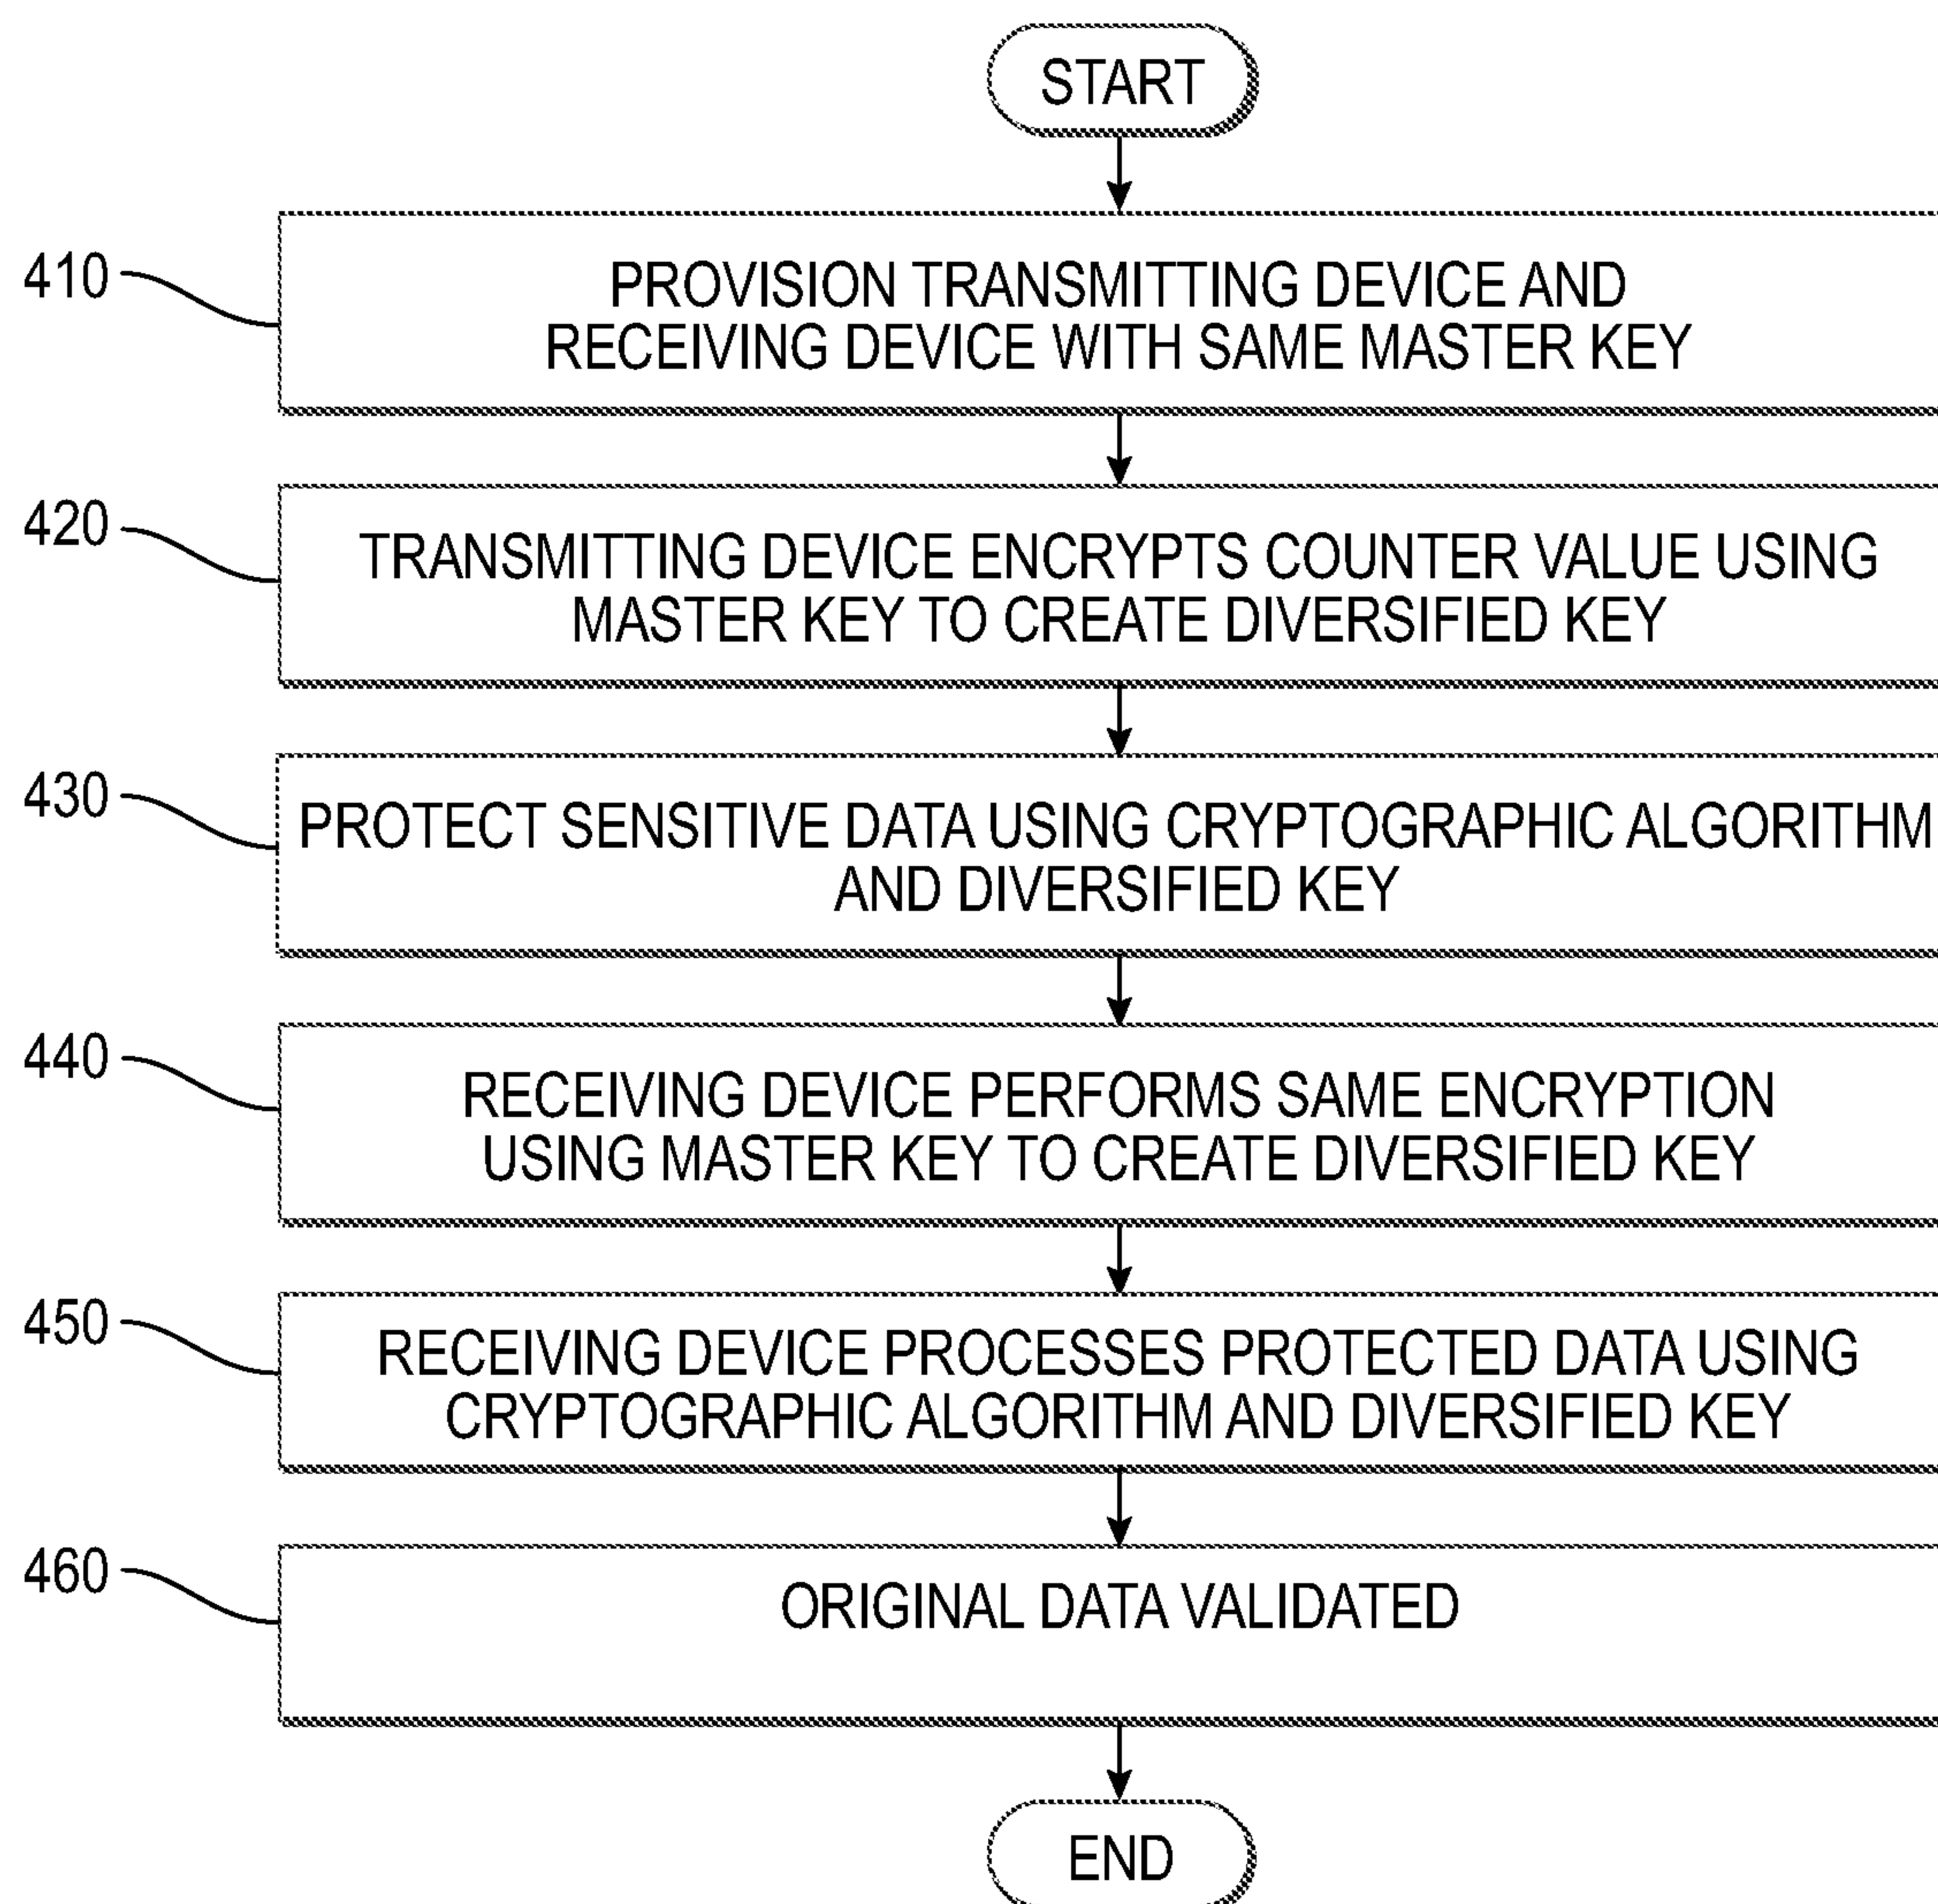 START
410
PROVISION TRANSMITTING DEVICE AND
RECEIVING DEVICE WITH SAME MASTER KEY
420
TRANSMITTING DEVICE ENCRYPTS COUNTER VALUE USING
MASTER KEY TO CREATE DIVERSIFIED KEY
430
PROTECT SENSITIVE DATA USING CRYPTOGRAPHIC ALGORITHM
AND DIVERSIFIED KEY
440
RECEIVING DEVICE PERFORMS SAME ENCRYPTION
USING MASTER KEY TO CREATE DIVERSIFIED KEY
450
RECEIVING DEVICE PROCESSES PROTECTED DATA USING
CRYPTOGRAPHIC ALGORITHM AND DIVERSIFIED KEY
460
ORIGINAL DATA VALIDATED
END